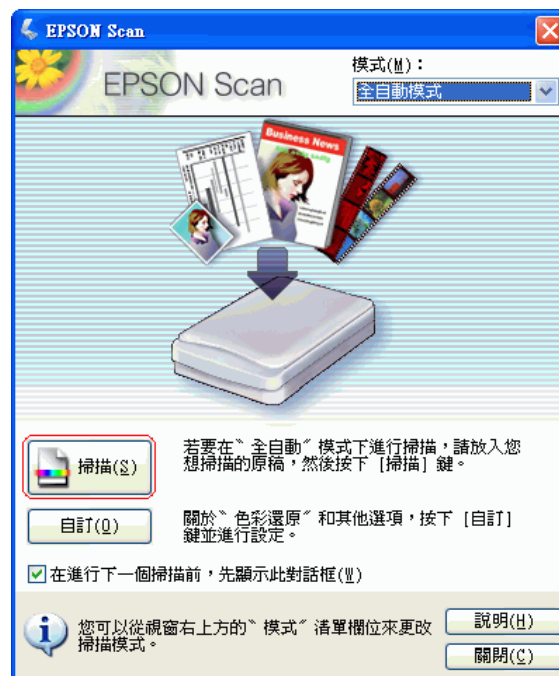 EPSON Scan
EPSON Scan
模式(M)：
全自動模式
Business News
掃描(S)
若要在〝全自動〞模式下進行掃描，請放入您
想掃描的原稿，然後按下 [掃描] 鍵。
自訂(O)
關於〝色彩還原〞和其他選項，按下 [自訂]
鍵並進行設定。
在進行下一個掃描前，先顯示此對話框(W)
您可以從視窗右上方的〝模式〞清單欄位來更改
掃描模式。
說明(H)
關閉(C)